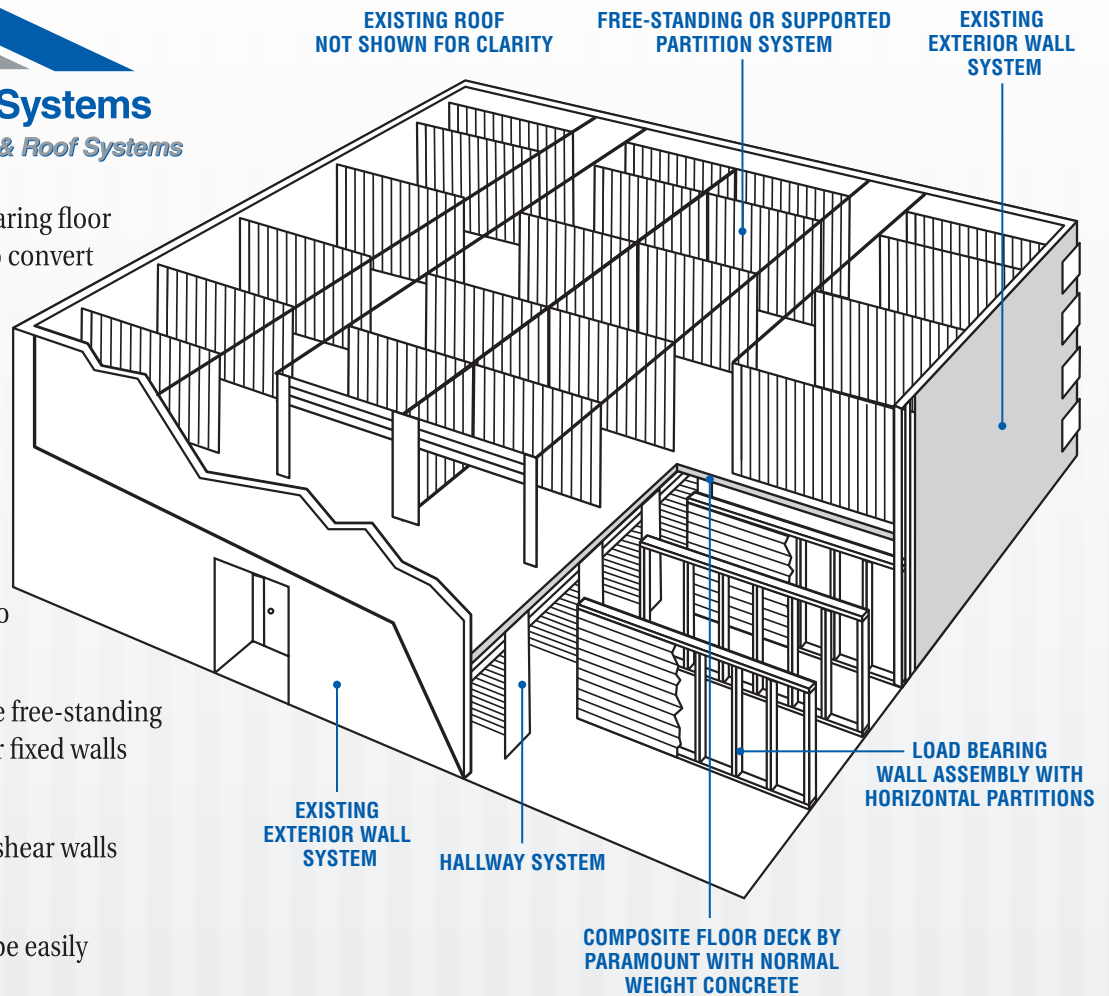 EXISTING ROOF
NOT SHOWN FOR CLARITY
FREE-STANDING OR SUPPORTED
PARTITION SYSTEM
EXISTING
EXTERIOR WALL
SYSTEM
Systems
& Roof Systems
aring floor
convert
free-standing
fixed walls
shear walls
be easily
EXISTING
EXTERIOR WALL
SYSTEM
HALLWAY SYSTEM
LOAD BEARING
WALL ASSEMBLY WITH
HORIZONTAL PARTITIONS
COMPOSITE FLOOR DECK BY
PARAMOUNT WITH NORMAL
WEIGHT CONCRETE